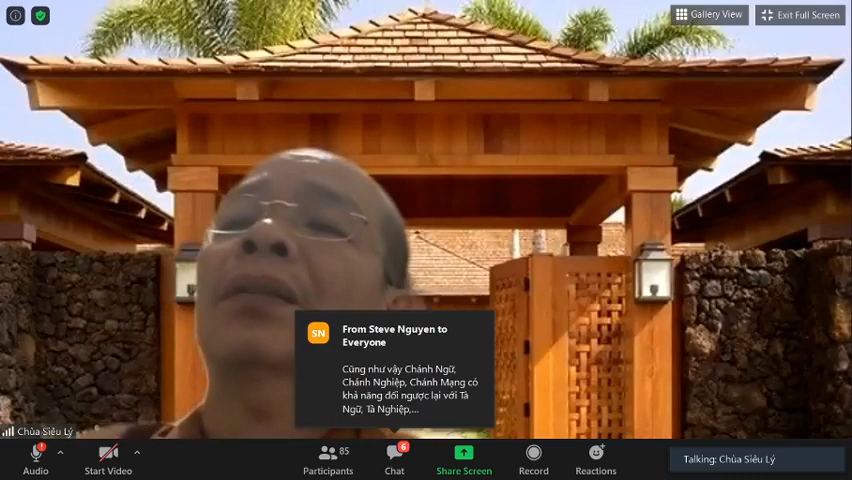 Gallery View
Exit Full Screen
SN
From Steve Nguyen to
Everyone
Cũng như vậy Chánh Ngữ,
Chánh Nghiệp, Chánh Mạng có
khả năng đối ngược lại với Tà
Ngữ, Tà Nghiệp,...
Chùa Siêu Lý
Audio
Start Video
Participants
85
Chat
6
Share Screen
Record
Reactions
Talking: Chùa Siêu Lý